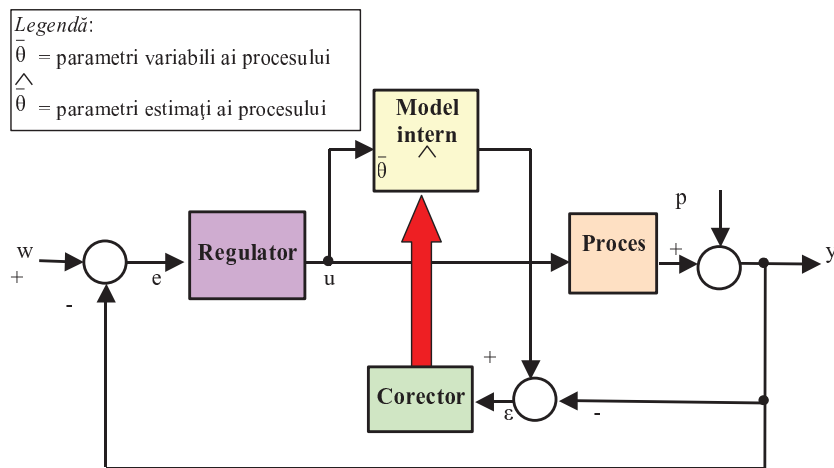 Legendă:
θ̄ = parametri variabili ai procesului
θ̄^ = parametri estimaţi ai procesului
Model
intern
θ̄^
p
w
+
-
e
Regulator
u
Proces
+
y
+
Corector
ε
-